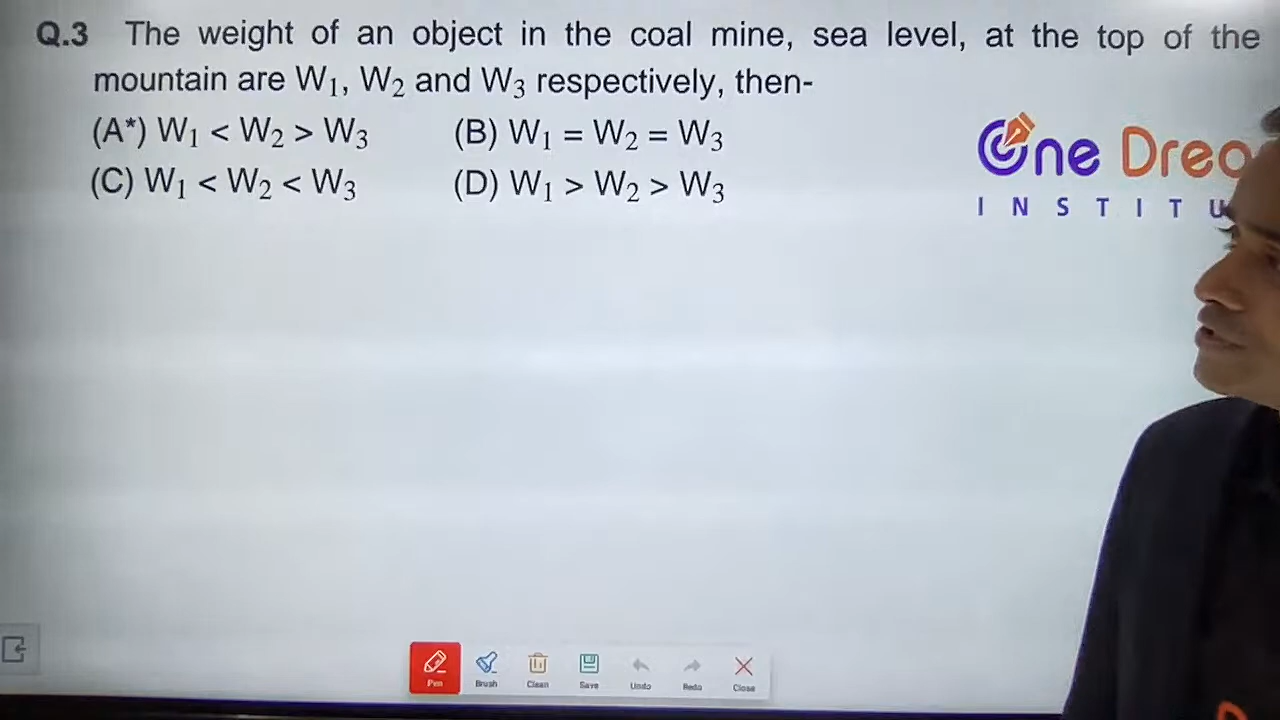 Q.3 The weight of an object in the coal mine, sea level, at the top of the
mountain are W₁, W₂ and W₃ respectively, then-
(A*) W₁ < W₂ > W₃ (B) W₁ = W₂ = W₃
(C) W₁ < W₂ < W₃ (D) W₁ > W₂ > W₃
One
I N S T I T U
Pen Brush Clean Save Undo Redo Close